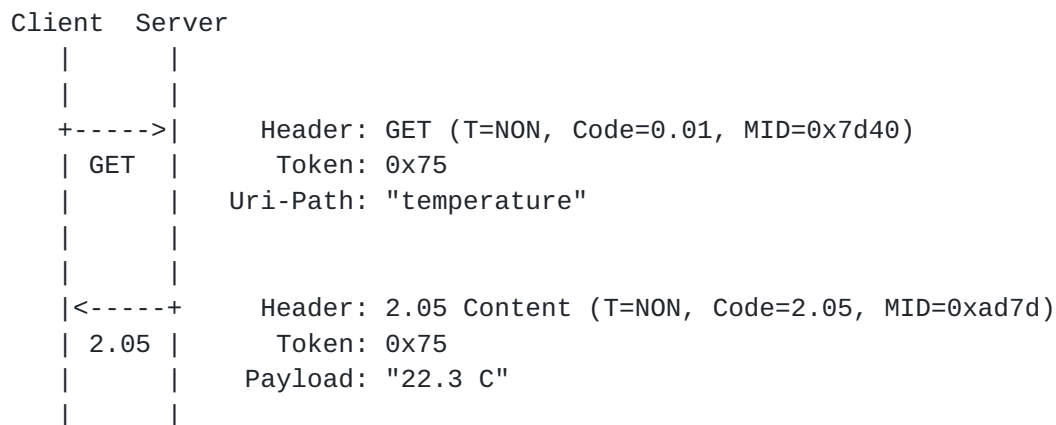 Client  Server
   |      |
   |      |
   +----->|     Header: GET (T=NON, Code=0.01, MID=0x7d40)
   | GET  |      Token: 0x75
   |      |   Uri-Path: "temperature"
   |      |
   |      |
   |<-----+     Header: 2.05 Content (T=NON, Code=2.05, MID=0xad7d)
   | 2.05 |      Token: 0x75
   |      |    Payload: "22.3 C"
   |      |